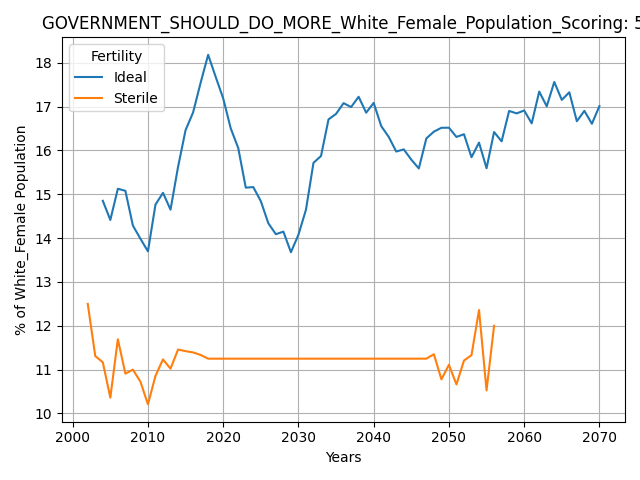 GOVERNMENT_SHOULD_DO_MORE_White_Female_Population_Scoring: 5
Fertility
Ideal
Sterile
% of White_Female Population
18
17
16
15
14
13
12
11
10
2000 2010 2020 2030 2040 2050 2060 2070
Years